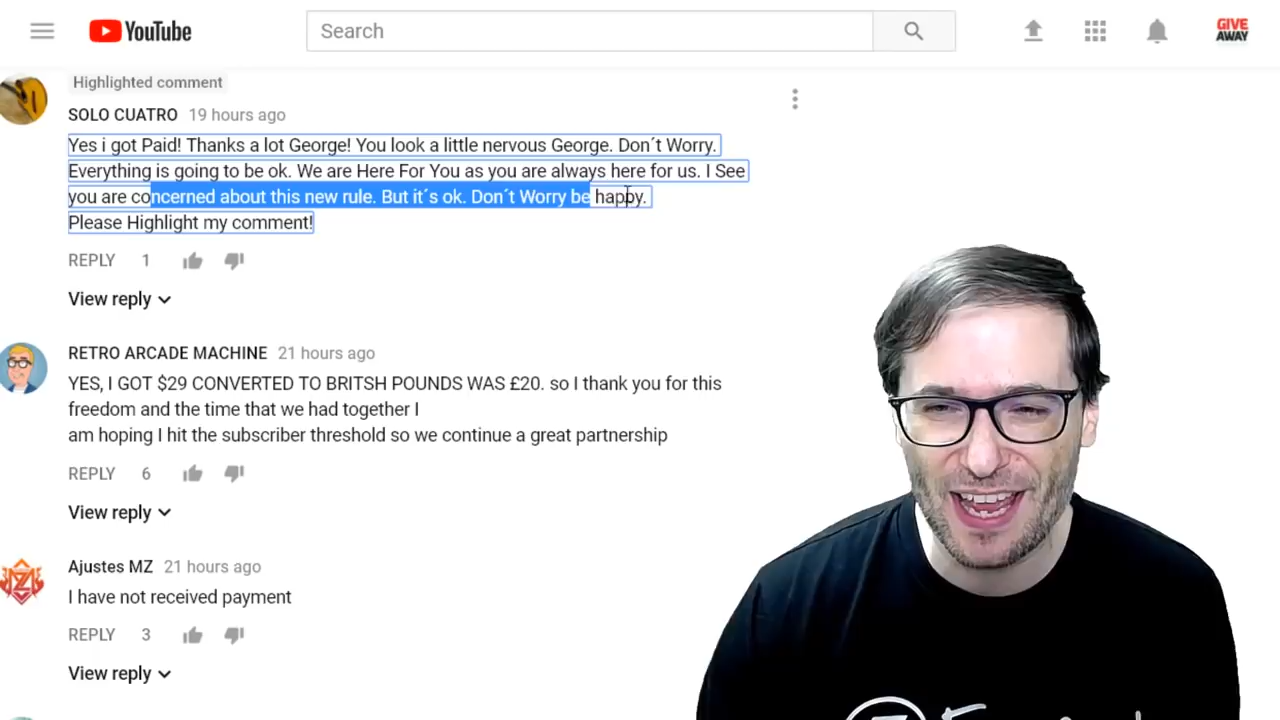 YouTube
Search
GIVE
AWAY
Highlighted comment
SOLO CUATRO 19 hours ago
Yes i got Paid! Thanks a lot George! You look a little nervous George. Don´t Worry.
Everything is going to be ok. We are Here For You as you are always here for us. I See
you are concerned about this new rule. But it´s ok. Don´t Worry be happy.
Please Highlight my comment!
REPLY 1
View reply
RETRO ARCADE MACHINE 21 hours ago
YES, I GOT $29 CONVERTED TO BRITSH POUNDS WAS £20. so I thank you for this
freedom and the time that we had together I
am hoping I hit the subscriber threshold so we continue a great partnership
REPLY 6
View reply
Ajustes MZ 21 hours ago
I have not received payment
REPLY 3
View reply